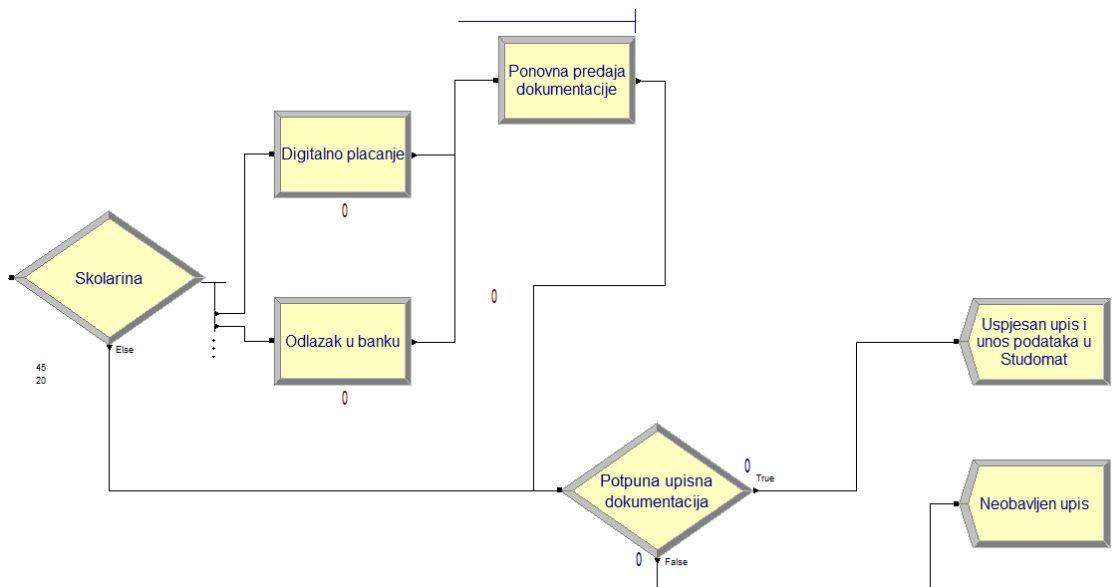 Ponovna predaja
dokumentacije
Digitalno placanje
0
Skolarina
0
Odlazak u banku
Else
45
20
0
Uspjesan upis i
unos podataka u
Studomat
Potpuna upisna
dokumentacija
0
True
Neobavljen upis
0
False